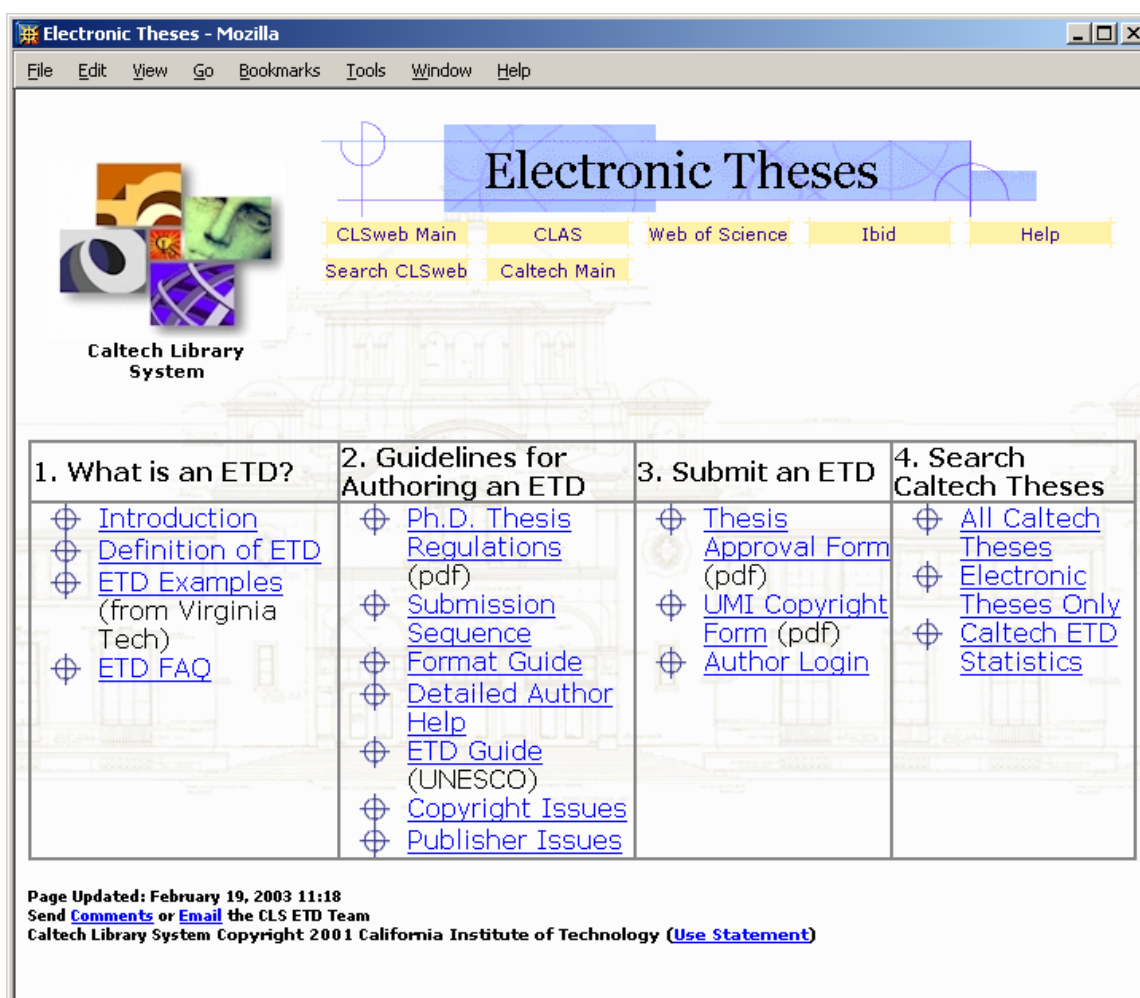 Electronic Theses - Mozilla
File Edit View Go Bookmarks Tools Window Help
Electronic Theses
CLSweb Main CLAS Web of Science Ibid Help
Search CLSweb Caltech Main
Caltech Library
System
1. What is an ETD?
Introduction
Definition of ETD
ETD Examples
(from Virginia
Tech)
ETD FAQ
2. Guidelines for
Authoring an ETD
Ph.D. Thesis
Regulations
(pdf)
Submission
Sequence
Format Guide
Detailed Author
Help
ETD Guide
(UNESCO)
Copyright Issues
Publisher Issues
3. Submit an ETD
Thesis
Approval Form
(pdf)
UMI Copyright
Form (pdf)
Author Login
4. Search
Caltech Theses
All Caltech
Theses
Electronic
Theses Only
Caltech ETD
Statistics
Page Updated: February 19, 2003 11:18
Send Comments or Email the CLS ETD Team
Caltech Library System Copyright 2001 California Institute of Technology (Use Statement)